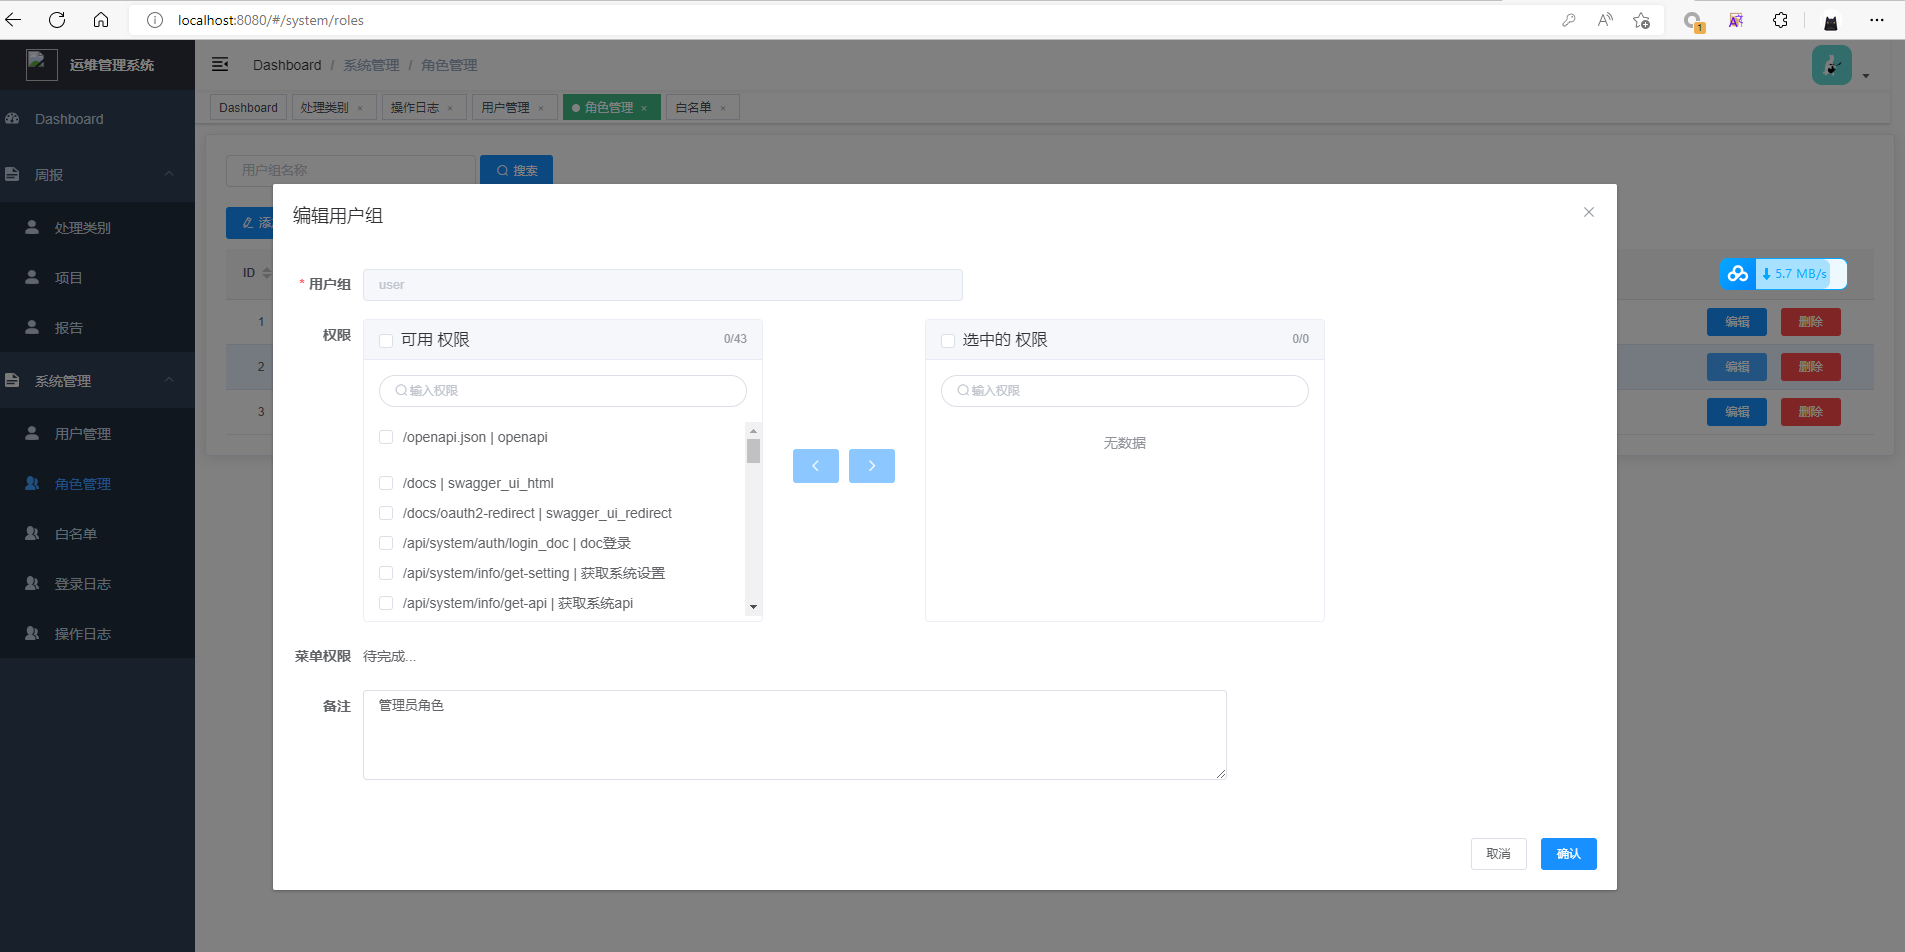 localhost:8080/#/system/roles
1
运维管理系统
Dashboard / 系统管理 / 角色管理
Dashboard 处理类别 × 操作日志 × 用户管理 × 角色管理 × 白名单 ×
Dashboard
周报
处理类别
项目
报告
系统管理
用户管理
角色管理
白名单
登录日志
操作日志
用户组名称
搜索
添
ID
1 编辑 删除
2 编辑 删除
3 编辑 删除
5.7 MB/s
编辑用户组
* 用户组 user
权限
可用 权限 0/43
输入权限
/openapi.json | openapi
/docs | swagger_ui_html
/docs/oauth2-redirect | swagger_ui_redirect
/api/system/auth/login_doc | doc登录
/api/system/info/get-setting | 获取系统设置
/api/system/info/get-api | 获取系统api
选中的 权限 0/0
输入权限
无数据
菜单权限 待完成...
备注 管理员角色
取消 确认